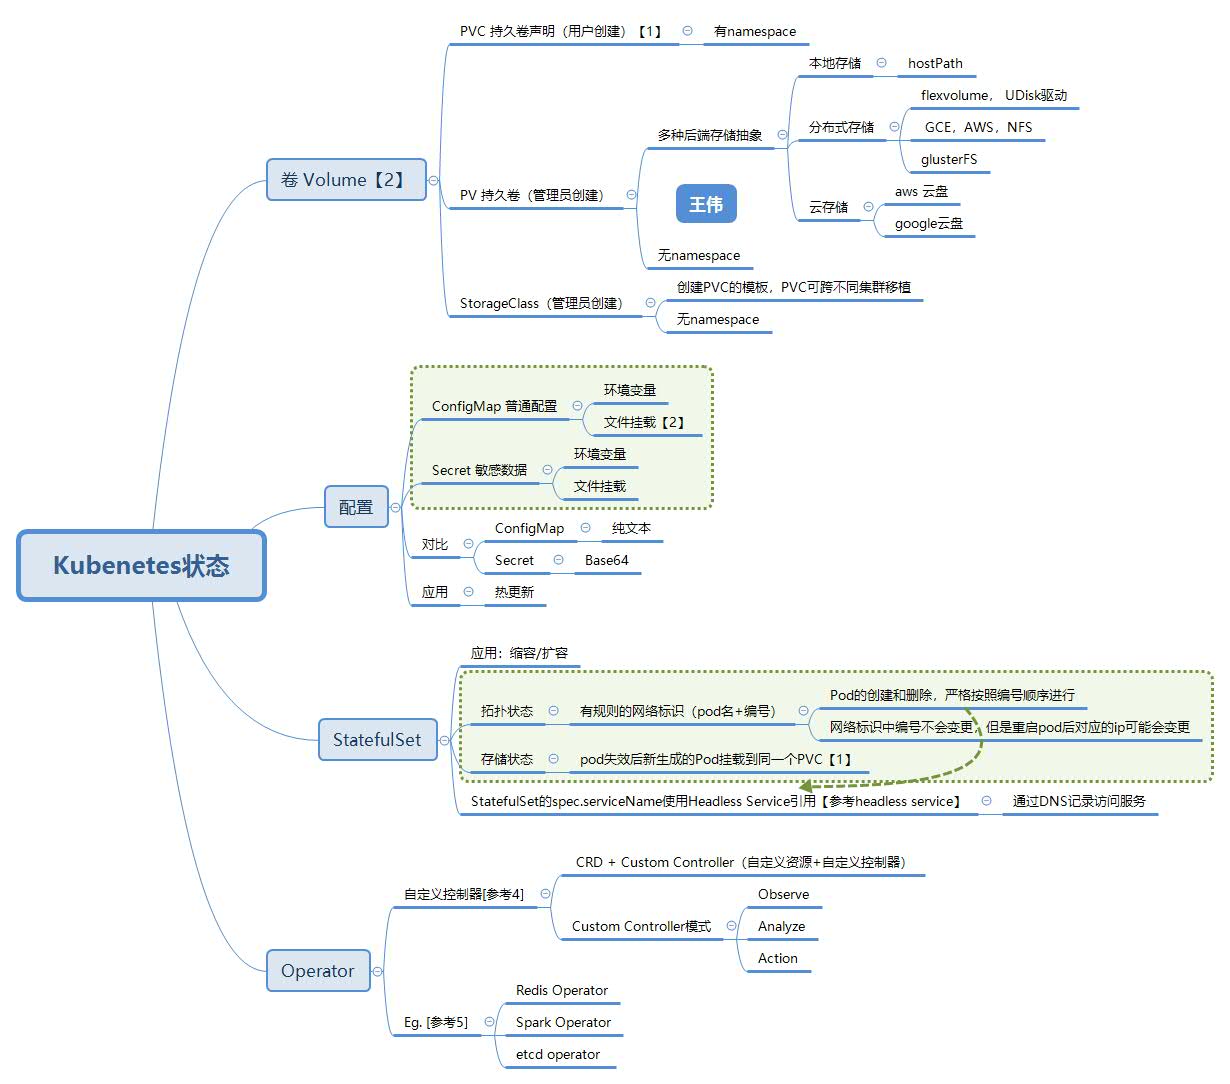 Kubenetes状态
卷 Volume【2】
PVC 持久卷声明（用户创建）【1】
有namespace
PV 持久卷（管理员创建）
多种后端存储抽象
本地存储
hostPath
分布式存储
flexvolume， UDisk驱动
GCE，AWS，NFS
glusterFS
云存储
aws 云盘
google云盘
王伟
无namespace
StorageClass（管理员创建）
创建PVC的模板，PVC可跨不同集群移植
无namespace
配置
ConfigMap 普通配置
环境变量
文件挂载【2】
Secret 敏感数据
环境变量
文件挂载
对比
ConfigMap
纯文本
Secret
Base64
应用
热更新
StatefulSet
应用：缩容/扩容
拓扑状态
有规则的网络标识（pod名+编号）
Pod的创建和删除，严格按照编号顺序进行
网络标识中编号不会变更，但是重启pod后对应的ip可能会变更
存储状态
pod失效后新生成的Pod挂载到同一个PVC【1】
StatefulSet的spec.serviceName使用Headless Service引用【参考headless service】
通过DNS记录访问服务
Operator
自定义控制器[参考4]
CRD + Custom Controller（自定义资源+自定义控制器）
Custom Controller模式
Observe
Analyze
Action
Eg. [参考5]
Redis Operator
Spark Operator
etcd operator